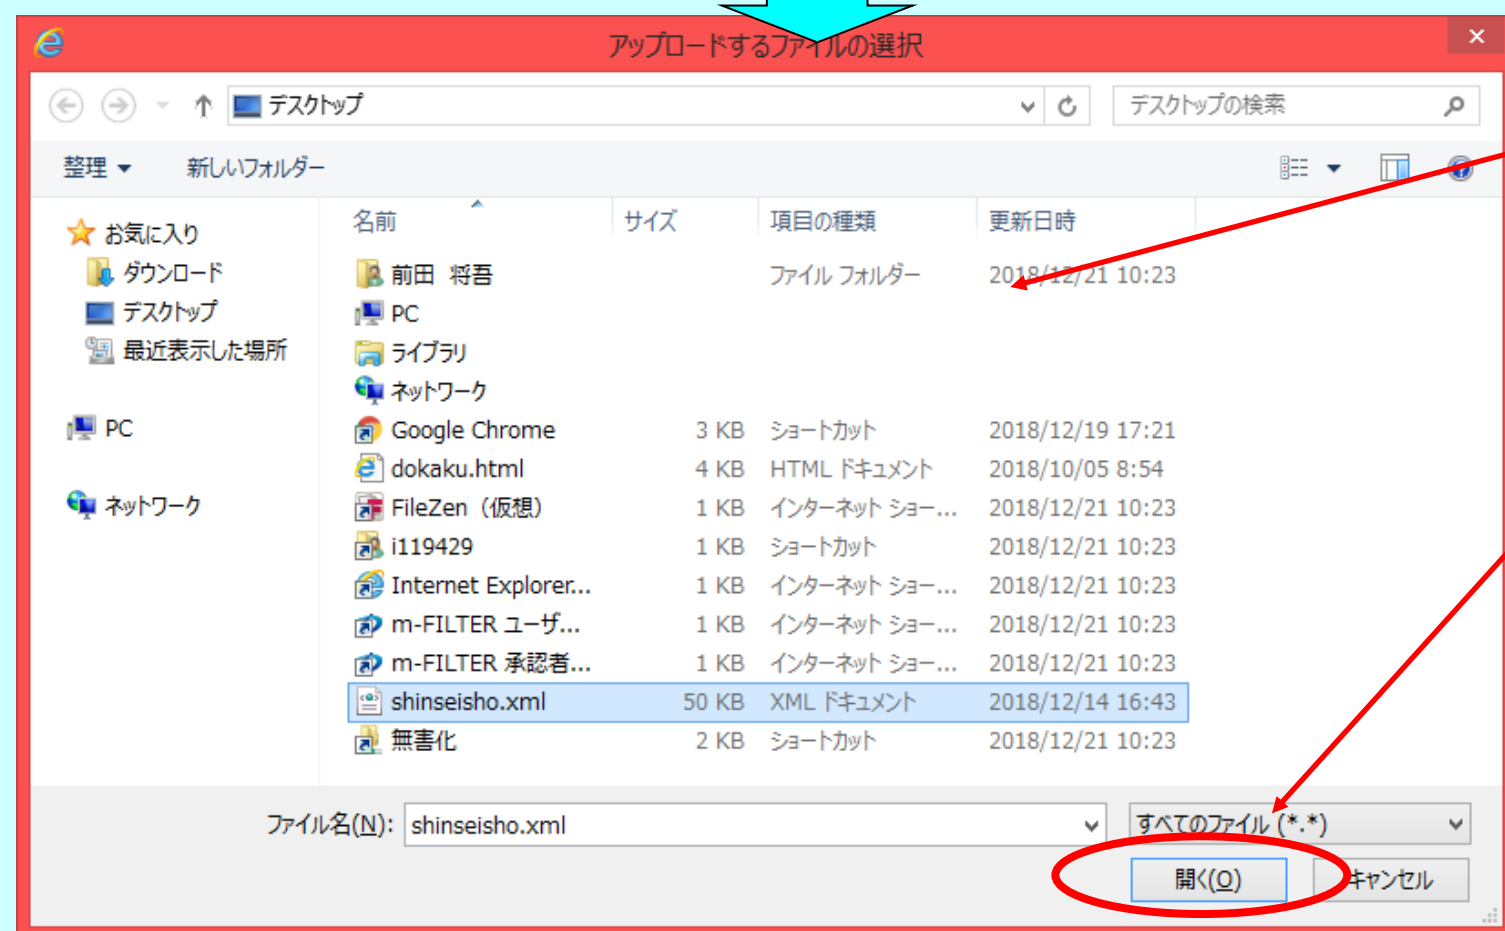 アップロードするファイルの選択
デスクトップ
デスクトップの検索
整理 新しいフォルダー
名前 サイズ 項目の種類 更新日時
お気に入り
ダウンロード
デスクトップ
最近表示した場所
PC
ネットワーク
前田 将吾 ファイル フォルダー 2018/12/21 10:23
PC
ライブラリ
ネットワーク
Google Chrome 3 KB ショートカット 2018/12/19 17:21
dokaku.html 4 KB HTML ドキュメント 2018/10/05 8:54
FileZen（仮想） 1 KB インターネット ショー... 2018/12/21 10:23
i119429 1 KB ショートカット 2018/12/21 10:23
Internet Explorer... 1 KB インターネット ショー... 2018/12/21 10:23
m-FILTER ユーザ... 1 KB インターネット ショー... 2018/12/21 10:23
m-FILTER 承認者... 1 KB インターネット ショー... 2018/12/21 10:23
shinseisho.xml 50 KB XML ドキュメント 2018/12/14 16:43
無害化 2 KB ショートカット 2018/12/21 10:23
ファイル名(N): shinseisho.xml すべてのファイル (*.*)
開く(O) キャンセル